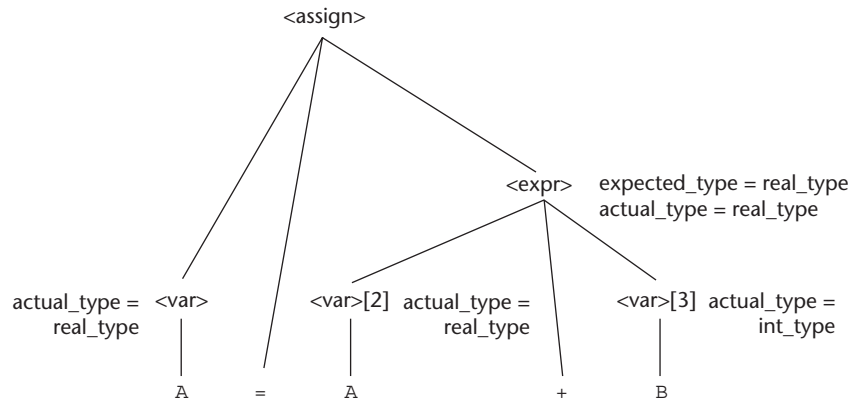 <assign>
<expr> expected_type = real_type
actual_type = real_type
actual_type = <var> <var>[2] actual_type = <var>[3] actual_type =
real_type real_type int_type
A = A + B